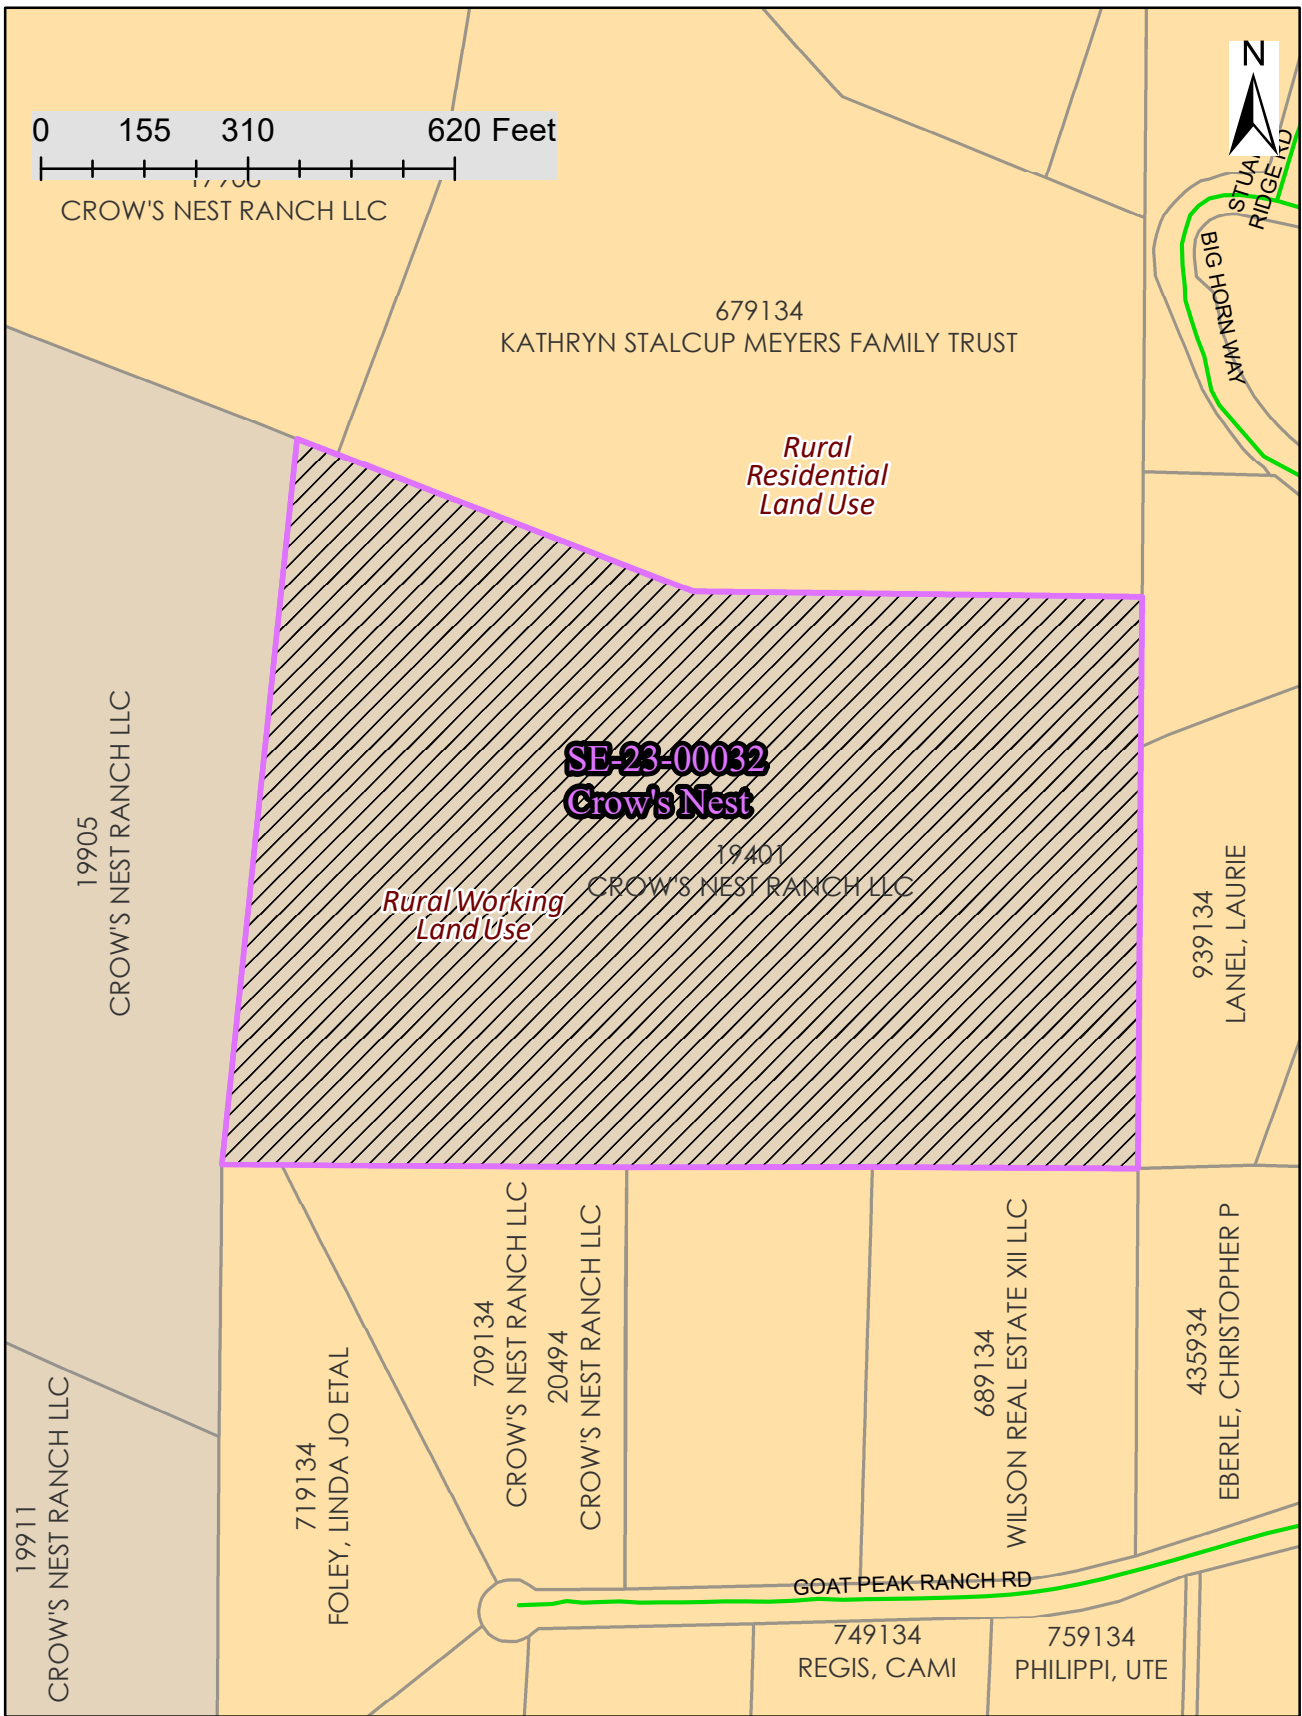 N
0 155 310 620 Feet
CROW'S NEST RANCH LLC
RIDGE RD
BIG HORN WAY
679134
KATHRYN STALCUP MEYERS FAMILY TRUST
Rural
Residential
Land Use
19905
CROW'S NEST RANCH LLC
SE-23-00032
Crow's Nest
19401
CROW'S NEST RANCH LLC
Rural Working
Land Use
939134
LANEL, LAURIE
709134
CROW'S NEST RANCH LLC
20494
CROW'S NEST RANCH LLC
689134
WILSON REAL ESTATE XII LLC
435934
EBERLE, CHRISTOPHER P
719134
FOLEY, LINDA JO ETAL
19911
CROW'S NEST RANCH LLC
GOAT PEAK RANCH RD
749134
REGIS, CAMI
759134
PHILIPPI, UTE